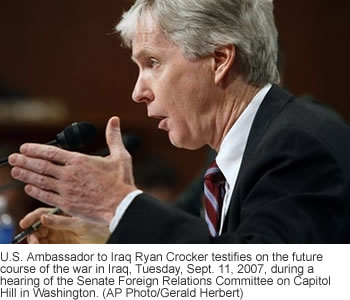 U.S. Ambassador to Iraq Ryan Crocker testifies on the future
course of the war in Iraq, Tuesday, Sept. 11, 2007, during a
hearing of the Senate Foreign Relations Committee on Capitol
Hill in Washington. (AP Photo/Gerald Herbert)